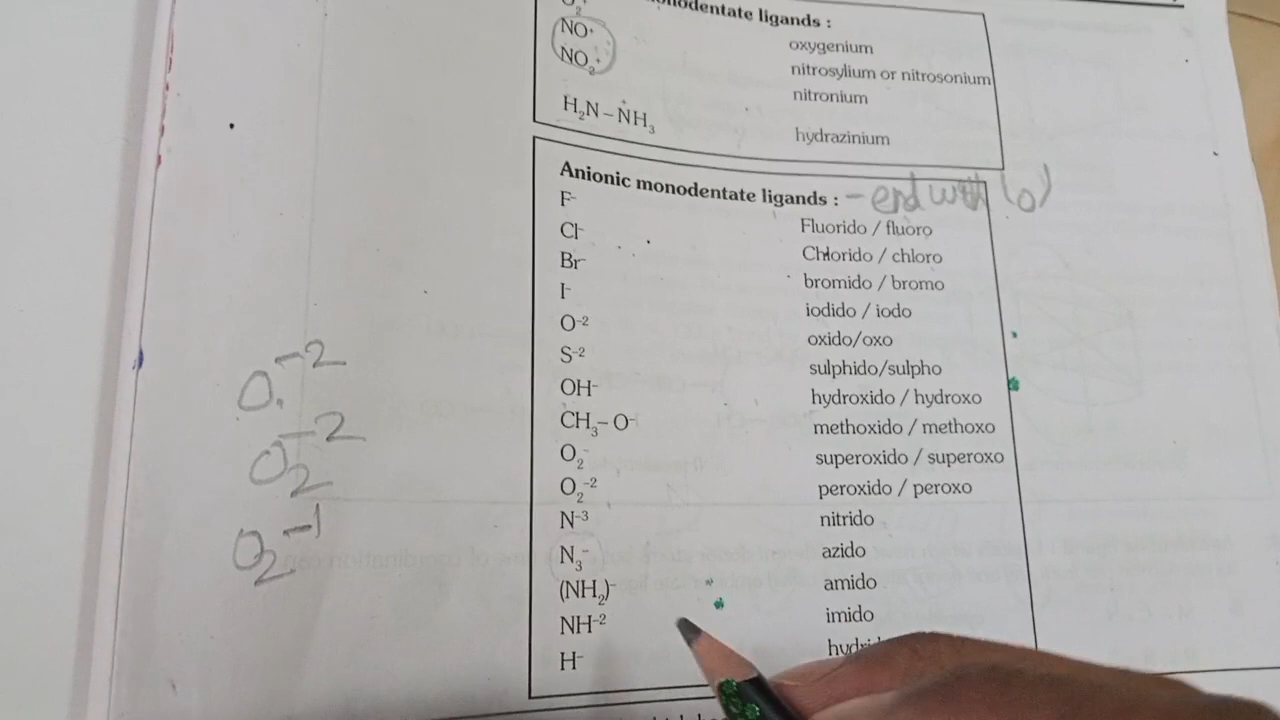 monodentate ligands :
O₂⁺ oxygenium
NO⁺ nitrosylium or nitrosonium
NO₂⁺ nitronium
H₂N – N⁺H₃ hydrazinium
Anionic monodentate ligands : - end with (o)
F⁻ Fluorido / fluoro
Cl⁻ Chlorido / chloro
Br⁻ bromido / bromo
I⁻ iodido / iodo
O⁻² oxido/oxo
S⁻² sulphido/sulpho
OH⁻ hydroxido / hydroxo
CH₃– O⁻ methoxido / methoxo
O₂⁻ superoxido / superoxo
O₂⁻² peroxido / peroxo
N⁻³ nitrido
N₃⁻ azido
(NH₂)⁻ amido
NH⁻² imido
H⁻
O⁻²
O₂⁻²
O₂⁻¹